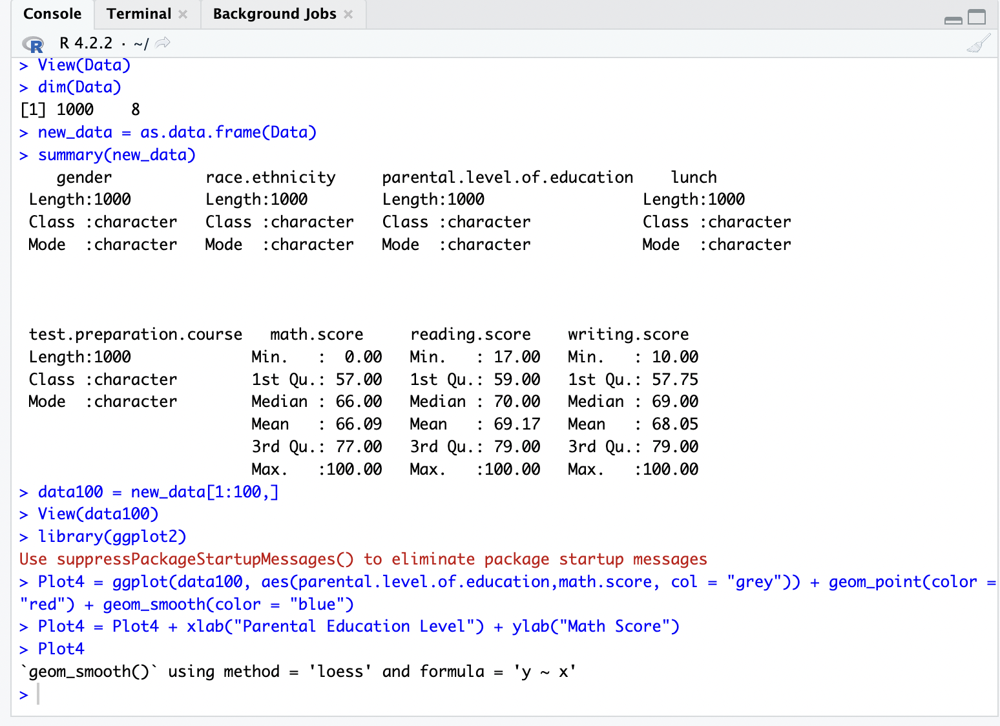 Console Terminal Background Jobs
R R 4.2.2 · ~/
> View(Data)
> dim(Data)
[1] 1000    8
> new_data = as.data.frame(Data)
> summary(new_data)
    gender          race.ethnicity     parental.level.of.education    lunch
 Length:1000        Length:1000        Length:1000                 Length:1000
 Class :character   Class :character   Class :character            Class :character
 Mode  :character   Mode  :character   Mode  :character            Mode  :character
 test.preparation.course   math.score     reading.score    writing.score
 Length:1000             Min.   :  0.00   Min.   : 17.00   Min.   : 10.00
 Class :character        1st Qu.: 57.00   1st Qu.: 59.00   1st Qu.: 57.75
 Mode  :character        Median : 66.00   Median : 70.00   Median : 69.00
                         Mean   : 66.09   Mean   : 69.17   Mean   : 68.05
                         3rd Qu.: 77.00   3rd Qu.: 79.00   3rd Qu.: 79.00
                         Max.   :100.00   Max.   :100.00   Max.   :100.00
> data100 = new_data[1:100,]
> View(data100)
> library(ggplot2)
Use suppressPackageStartupMessages() to eliminate package startup messages
> Plot4 = ggplot(data100, aes(parental.level.of.education,math.score, col = "grey")) + geom_point(color =
"red") + geom_smooth(color = "blue")
> Plot4 = Plot4 + xlab("Parental Education Level") + ylab("Math Score")
> Plot4
`geom_smooth()` using method = 'loess' and formula = 'y ~ x'
>